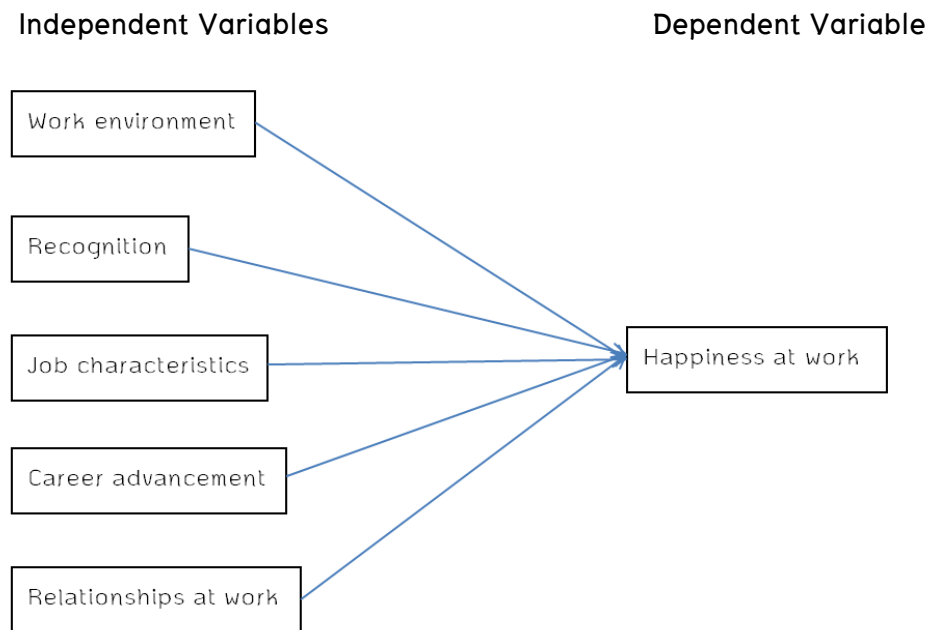 Independent Variables
Dependent Variable
Work environment
Recognition
Job characteristics
Career advancement
Relationships at work
Happiness at work